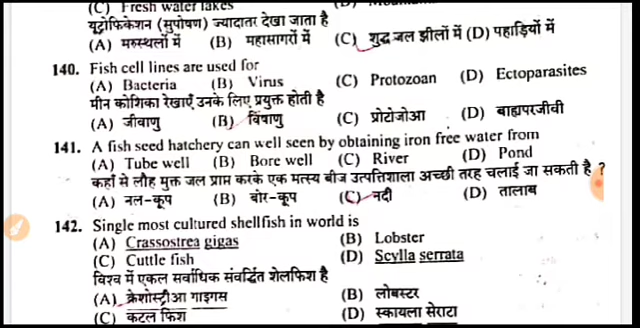 (C) Fresh water lakes
यूट्रोफिकेशन (सुपोषण) ज्यादातर देखा जाता है
(A) मरुस्थलों में (B) महासागरों में (C) शुद्ध जल झीलों में (D) पहाड़ियों में
140. Fish cell lines are used for
(A) Bacteria (B) Virus (C) Protozoan (D) Ectoparasites
मीन कोशिका रेखाएँ उनके लिए प्रयुक्त होती है
(A) जीवाणु (B) विषाणु (C) प्रोटोजोआ (D) बाह्यपरजीवी
141. A fish seed hatchery can well seen by obtaining iron free water from
(A) Tube well (B) Bore well (C) River (D) Pond
कहाँ से लौह मुक्त जल प्राप्त करके एक मत्स्य बीज उत्पत्तिशाला अच्छी तरह चलाई जा सकती है ?
(A) नल-कूप (B) बोर-कूप (C) नदी (D) तालाब
142. Single most cultured shellfish in world is
(A) Crassostrea gigas (B) Lobster
(C) Cuttle fish (D) Scylla serrata
विश्व में एकल सर्वाधिक संवर्द्धित शेलफिश है
(A) क्रेशोस्ट्रीआ गाइगस (B) लोबस्टर
(C) कटल फिश (D) स्कायला सेराटा